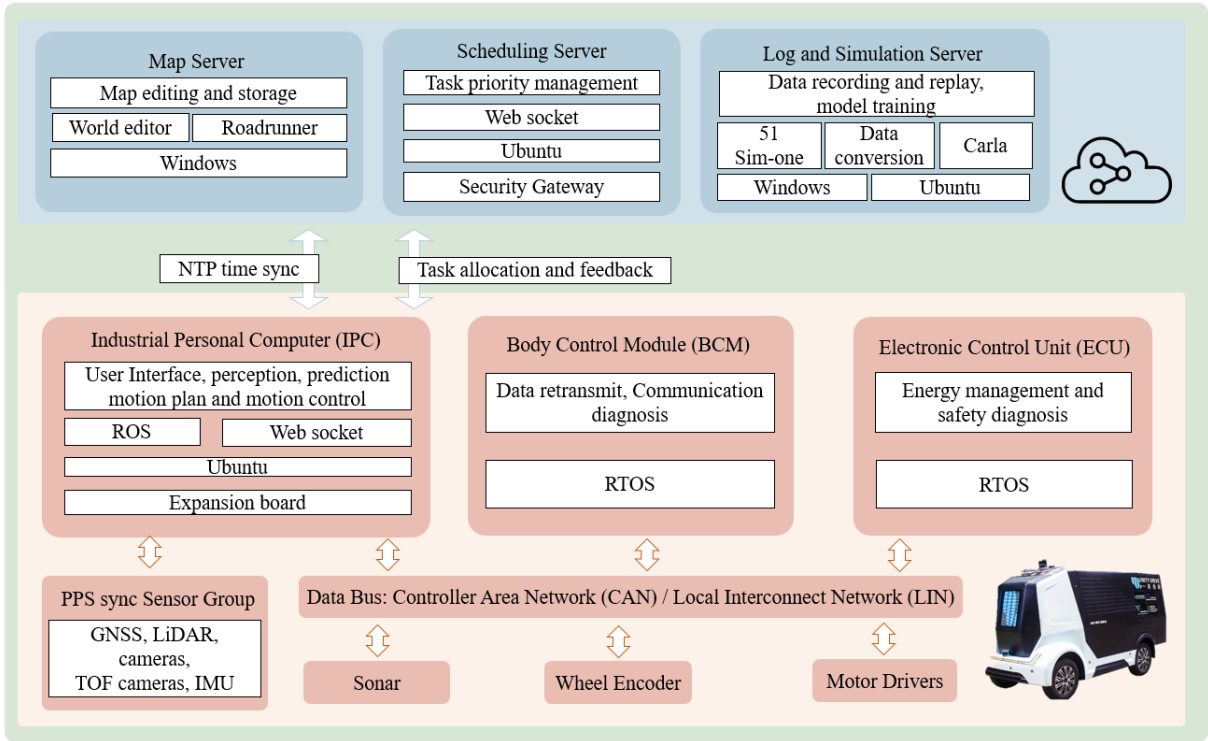 Map Server
Map editing and storage
World editor
Roadrunner
Windows
Scheduling Server
Task priority management
Web socket
Ubuntu
Security Gateway
Log and Simulation Server
Data recording and replay,
model training
51
Sim-one
Data
conversion
Carla
Windows
Ubuntu
NTP time sync
Task allocation and feedback
Industrial Personal Computer (IPC)
User Interface, perception, prediction
motion plan and motion control
ROS
Web socket
Ubuntu
Expansion board
Body Control Module (BCM)
Data retransmit, Communication
diagnosis
RTOS
Electronic Control Unit (ECU)
Energy management and
safety diagnosis
RTOS
PPS sync Sensor Group
GNSS, LiDAR,
cameras,
TOF cameras, IMU
Data Bus: Controller Area Network (CAN) / Local Interconnect Network (LIN)
Sonar
Wheel Encoder
Motor Drivers